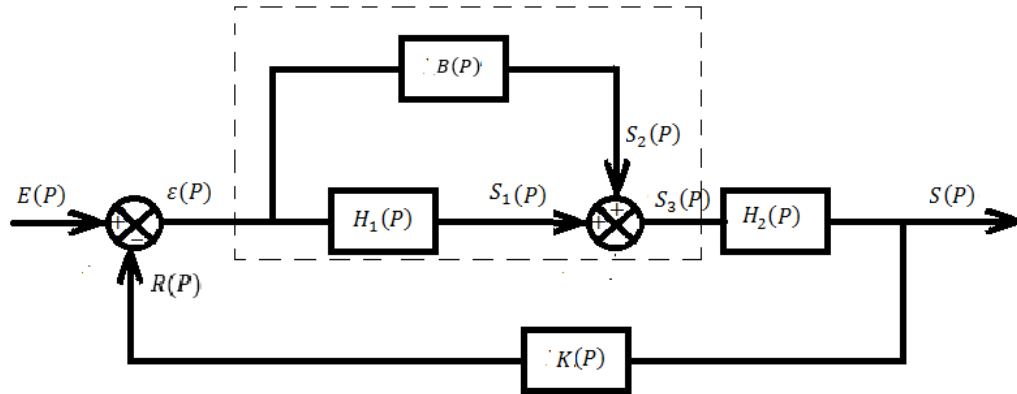 B(P)
S₂(P)
E(P)
ε(P)
S₁(P)
S₃(P)
S(P)
+
−
H₁(P)
+
+
H₂(P)
R(P)
K(P)